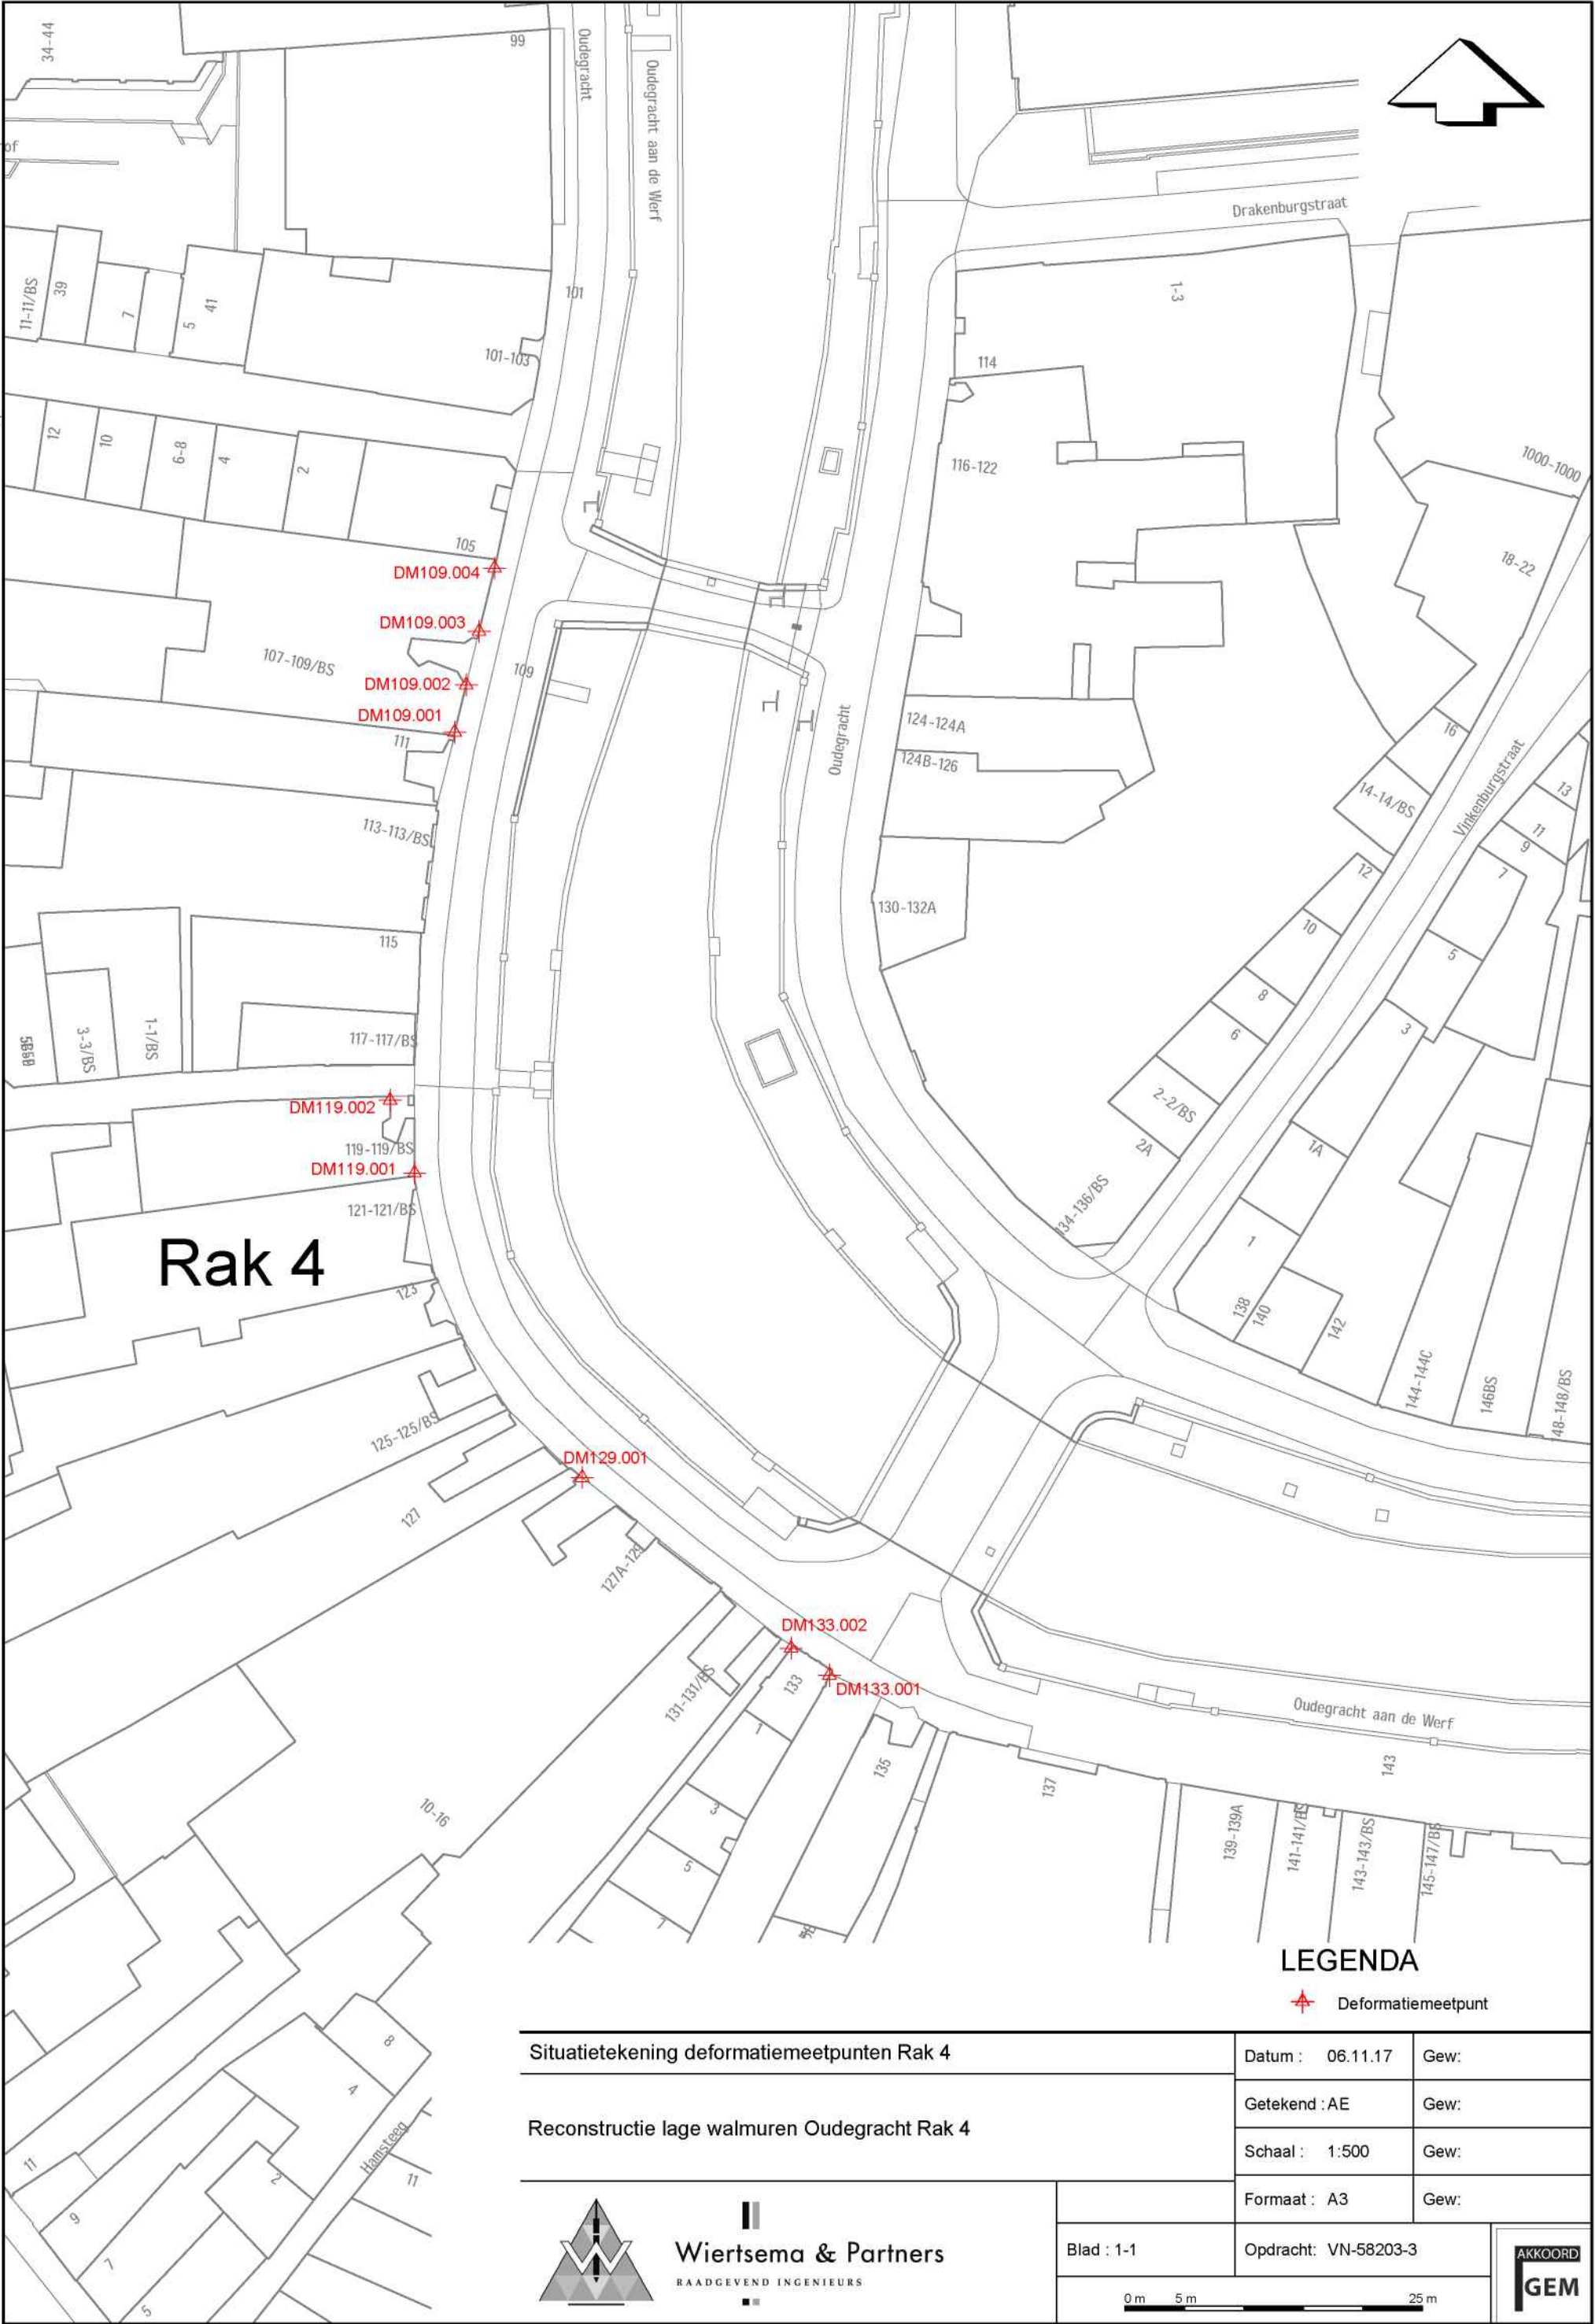 34-44
99
Oudegracht
Oudegracht aan de Werf
of
Drakenburgstraat
11-11/BS
39
7
5
41
101
101-103
1-3
114
12
10
6-8
4
2
116-122
1000-1000
18-22
105
DM109.004
DM109.003
107-109/BS
109
DM109.002
DM109.001
111
113-113/BS
Oudegracht
124-124A
124B-126
16
14-14/BS
Vinkenburgstraat
13
11
9
7
12
130-132A
10
5
115
8
6
3
3-3/BS
1-1/BS
117-117/BS
DM119.002
2-2/BS
2A
1A
119-119/BS
DM119.001
121-121/BS
134-136/BS
Rak 4
1
123
138
140
142
144-144C
146BS
148-148/BS
125-125/BS
DM129.001
127
127A-129
DM133.002
133
DM133.001
131-131/BS
1
3
5
7
135
137
Oudegracht aan de Werf
143
139-139A
141-141/BS
143-143/BS
145-147/BS
10-16
8
4
2
Hamsteeg
11
11
9
7
5
LEGENDA
Deformatiemeetpunt
Situatietekening deformatiemeetpunten Rak 4
Reconstructie lage walmuren Oudegracht Rak 4
Datum : 06.11.17 Gew:
Getekend : AE Gew:
Schaal : 1:500 Gew:
Formaat : A3 Gew:
Blad : 1-1 Opdracht: VN-58203-3
W
Wiertsema & Partners
RAADGEVEND INGENIEURS
0 m 5 m 25 m
AKKOORD
GEM